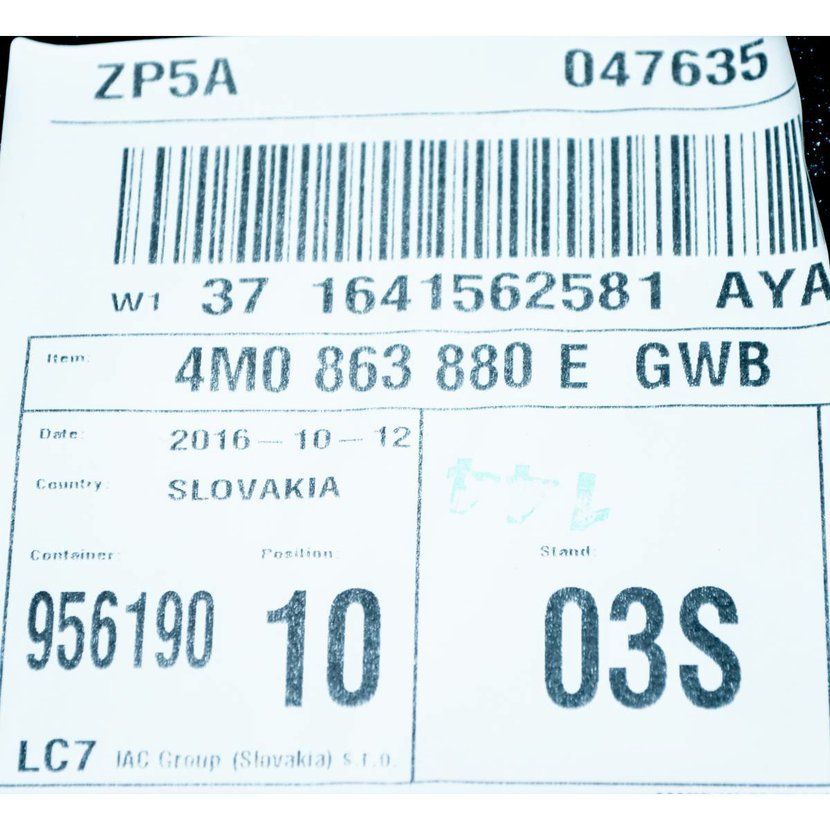 ZP5A 047635
W1 37 1641562581 AYA
Item: 4M0 863 880 E GWB
Date: 2016-10-12
Country: SLOVAKIA
Container: Position: Stand:
956190 10 03S
LC7 IAC Group (Slovakia) s.r.o.